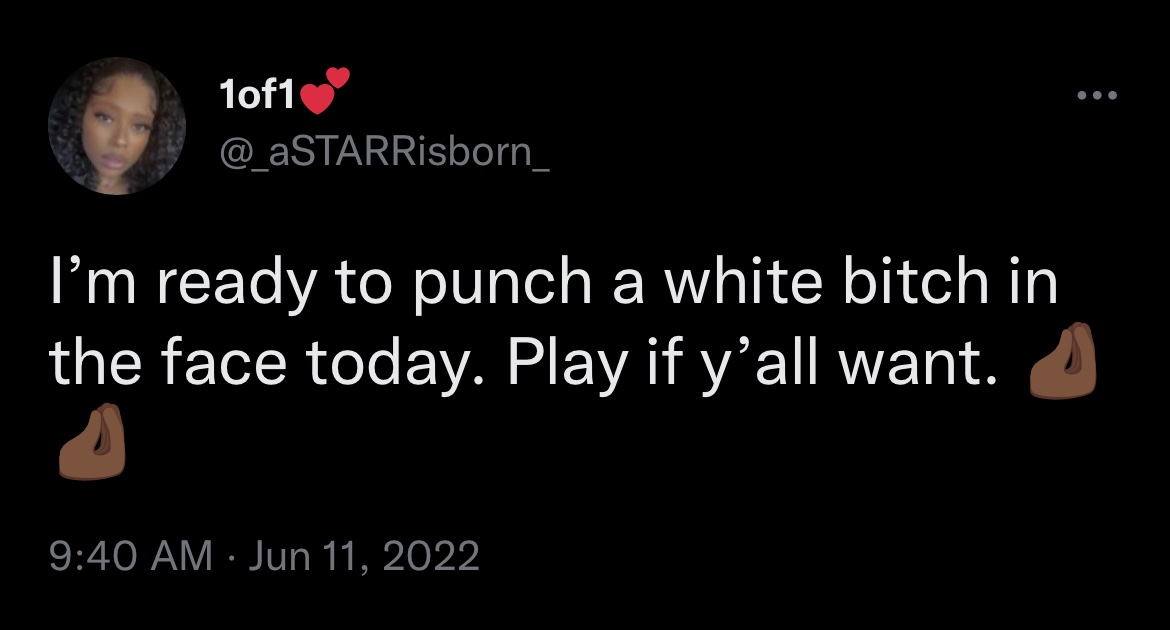 1of1💕
@_aSTARRisborn_
I’m ready to punch a white bitch in
the face today. Play if y’all want. 🤌🏾
🤌🏾
9:40 AM · Jun 11, 2022